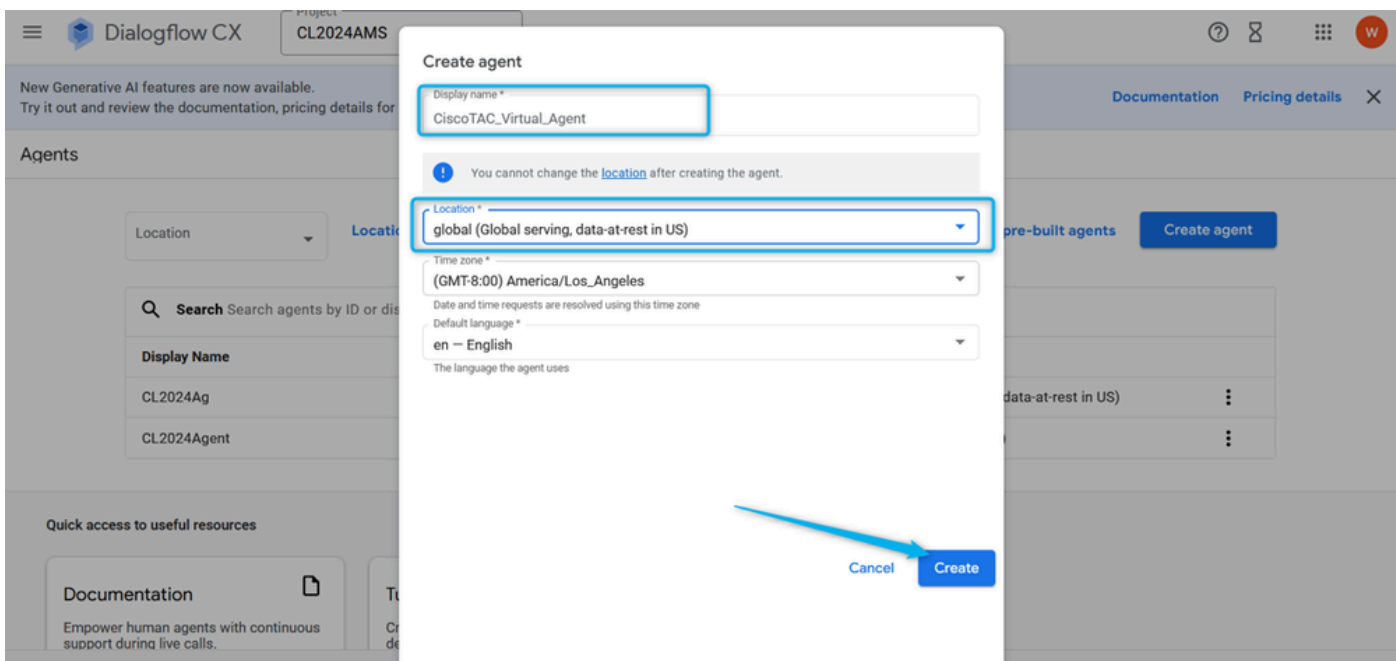 Project
Dialogflow CX
CL2024AMS
W
New Generative AI features are now available.
Try it out and review the documentation, pricing details for
Documentation
Pricing details
Agents
Location
Locatio
pre-built agents
Create agent
Search Search agents by ID or dis
Display Name
CL2024Ag
data-at-rest in US)
CL2024Agent
Quick access to useful resources
Documentation
Empower human agents with continuous
support during live calls.
Create agent
Display name *
CiscoTAC_Virtual_Agent
You cannot change the location after creating the agent.
Location *
global (Global serving, data-at-rest in US)
Time zone *
(GMT-8:00) America/Los_Angeles
Date and time requests are resolved using this time zone
Default language *
en — English
The language the agent uses
Cancel
Create